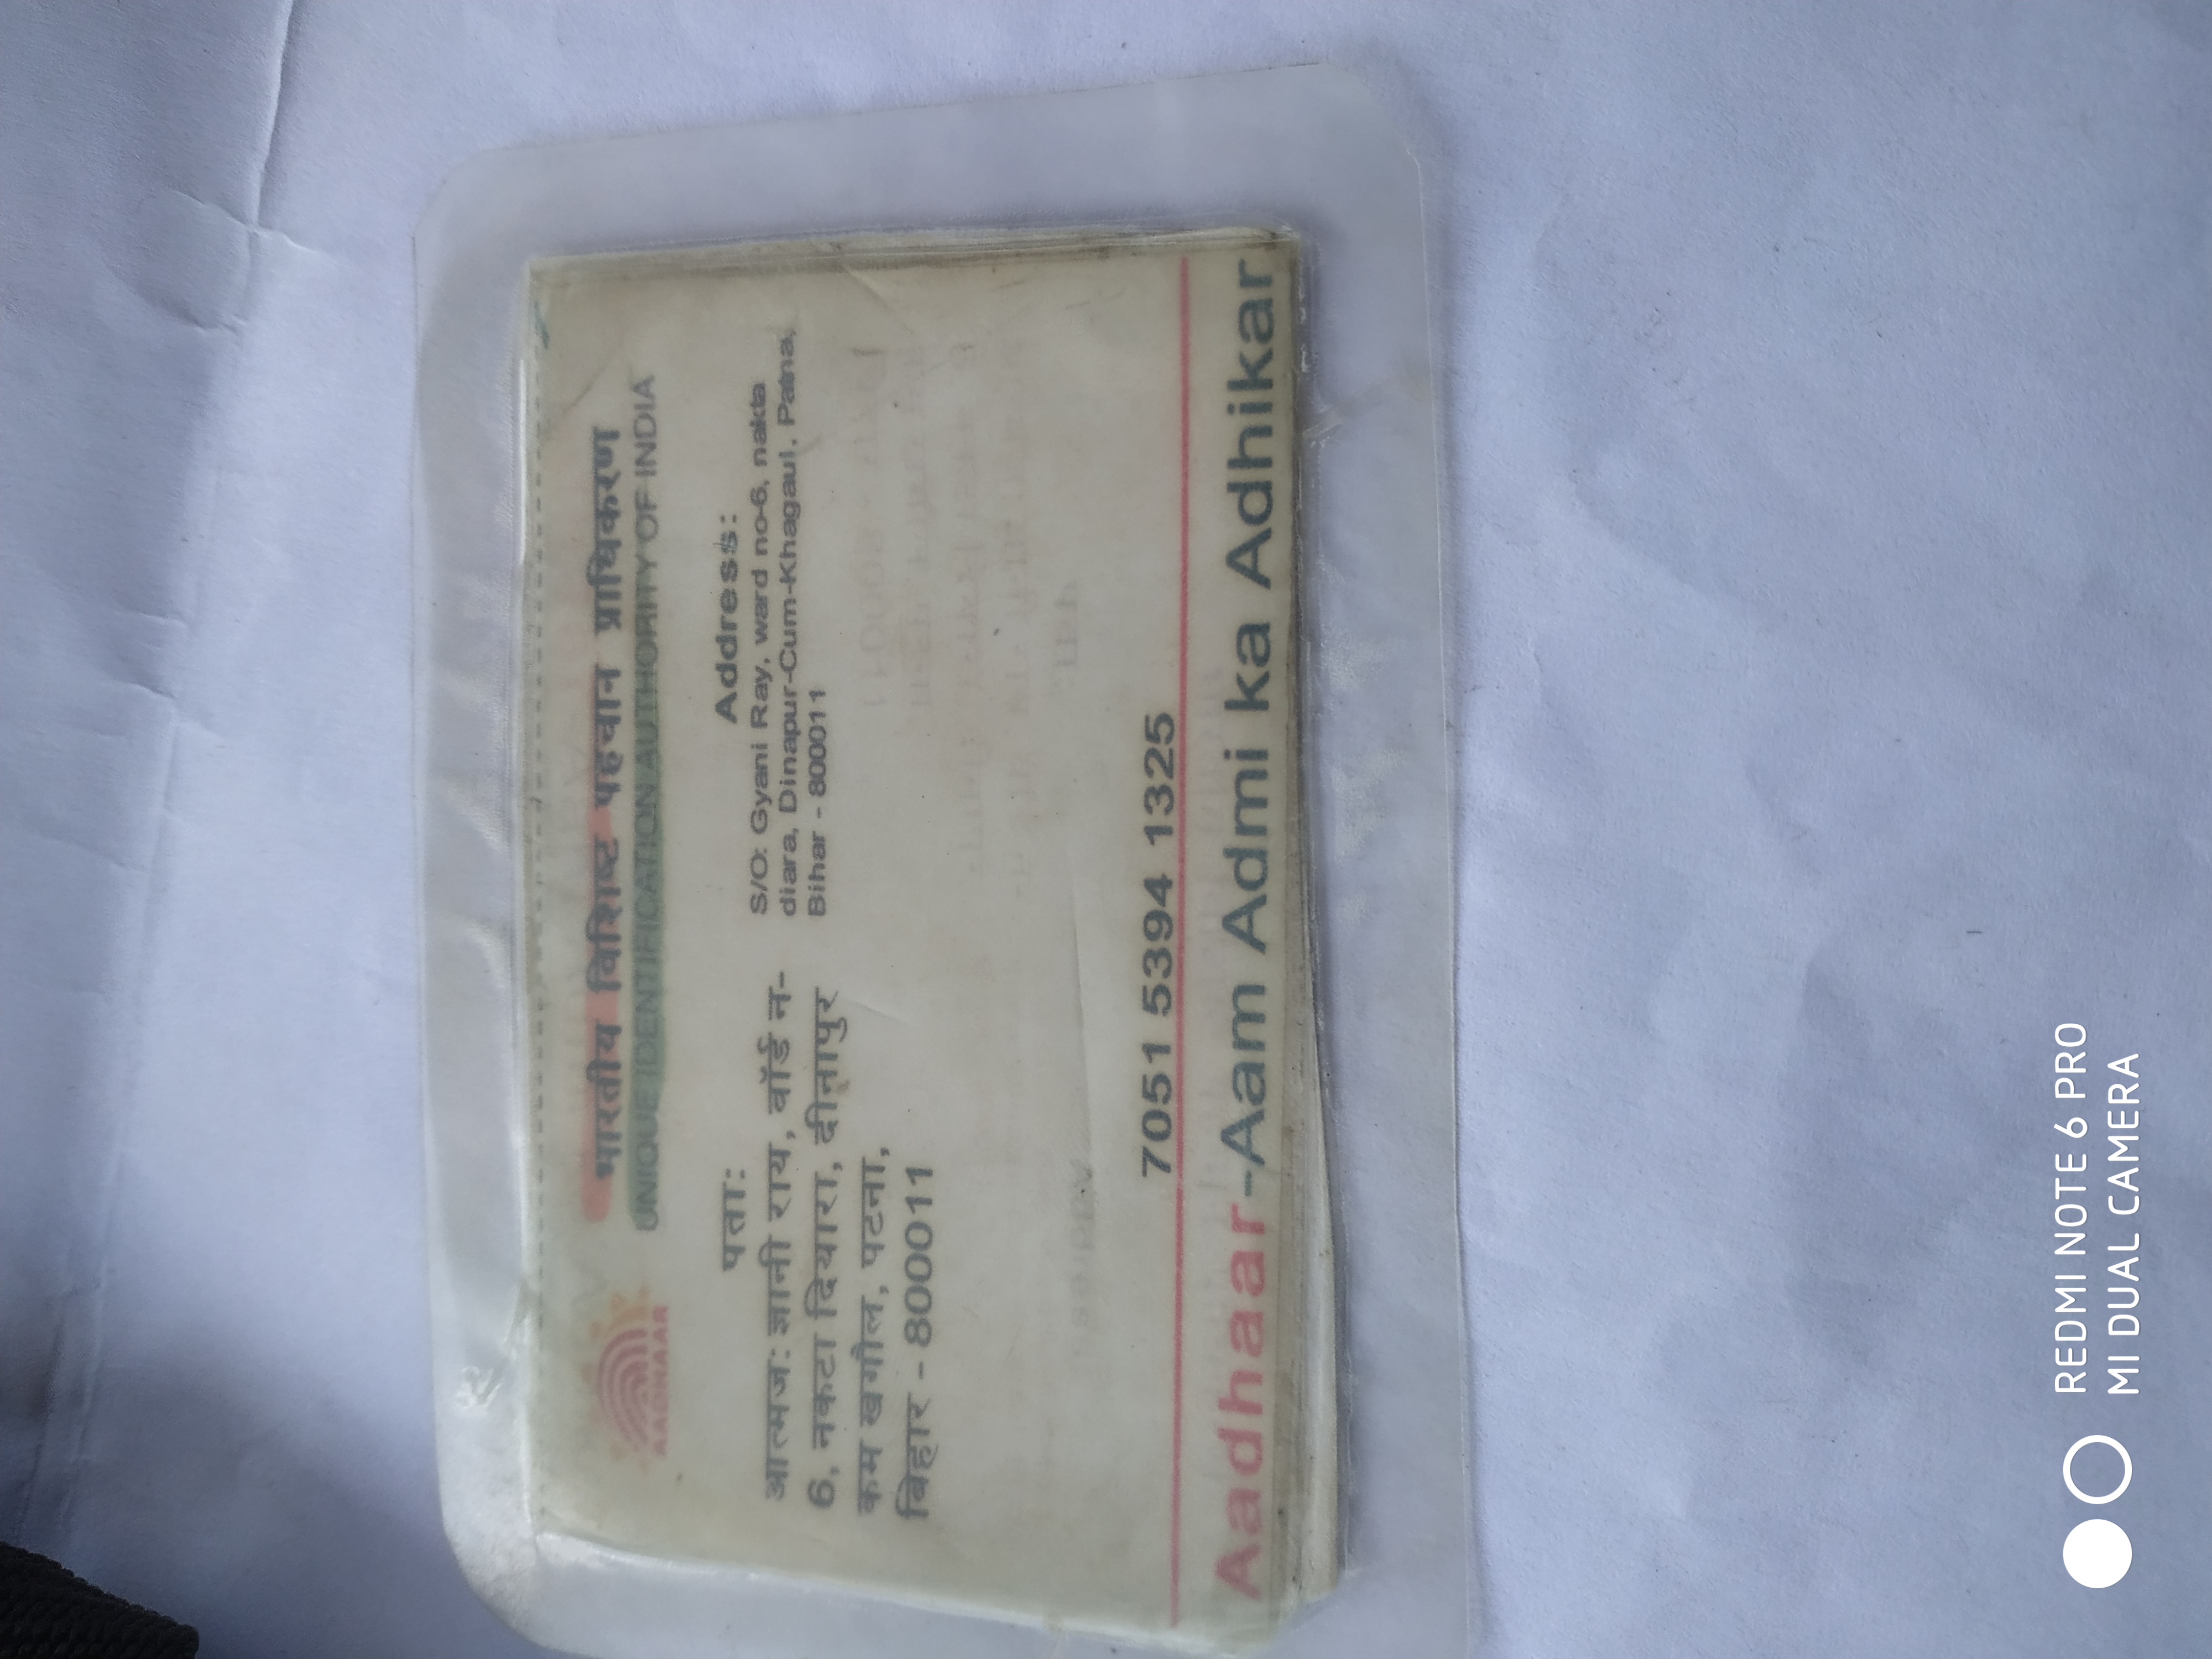 AADHAAR
भारतीय विशिष्ट पहचान प्राधिकरण
UNIQUE IDENTIFICATION AUTHORITY OF INDIA
पता:
आत्मज: ज्ञानी राय, वॉर्ड न-
6, नकटा दियारा, दीनापुर
कम खगौल, पटना,
बिहार - 800011
Address:
S/O: Gyani Ray, ward no-6, nakta
diara, Dinapur-Cum-Khagaul, Patna,
Bihar - 800011
7051 5394 1325
Aadhaar-Aam Admi ka Adhikar
REDMI NOTE 6 PRO
MI DUAL CAMERA